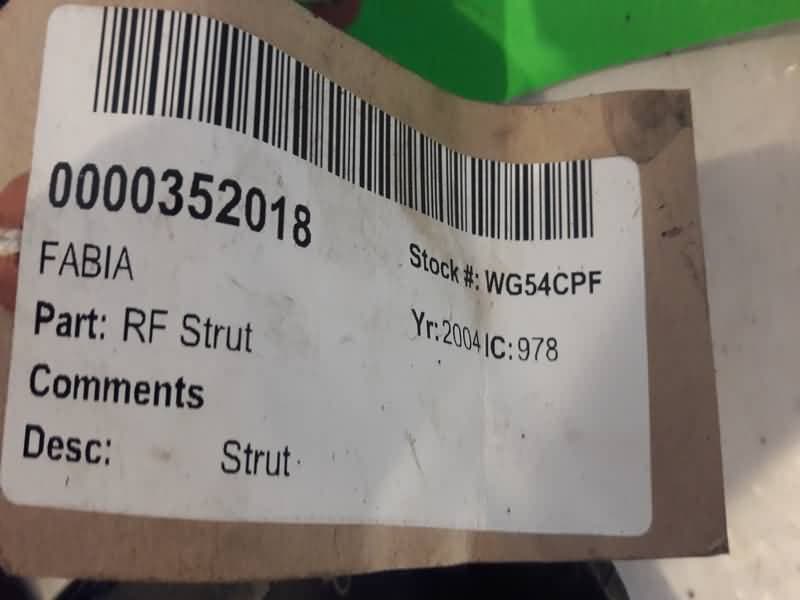 0000352018
FABIA
Stock #: WG54CPF
Part: RF Strut
Yr: 2004 IC: 978
Comments
Desc: Strut